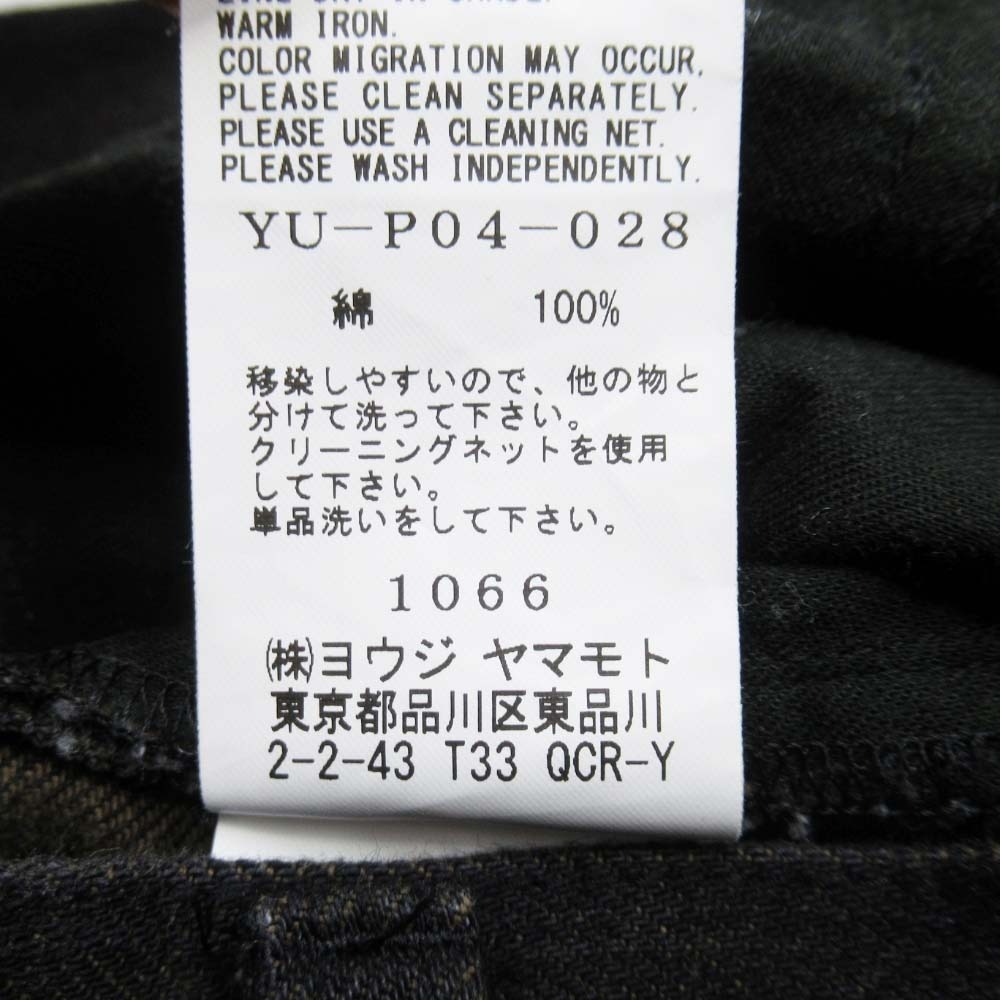 WARM IRON.
COLOR MIGRATION MAY OCCUR,
PLEASE CLEAN SEPARATELY.
PLEASE USE A CLEANING NET.
PLEASE WASH INDEPENDENTLY.
YU-P04-028
綿 100%
移染しやすいので、他の物と
分けて洗って下さい。
クリーニングネットを使用
して下さい。
単品洗いをして下さい。
1066
㈱ヨウジ ヤマモト
東京都品川区東品川
2-2-43 T33 QCR-Y